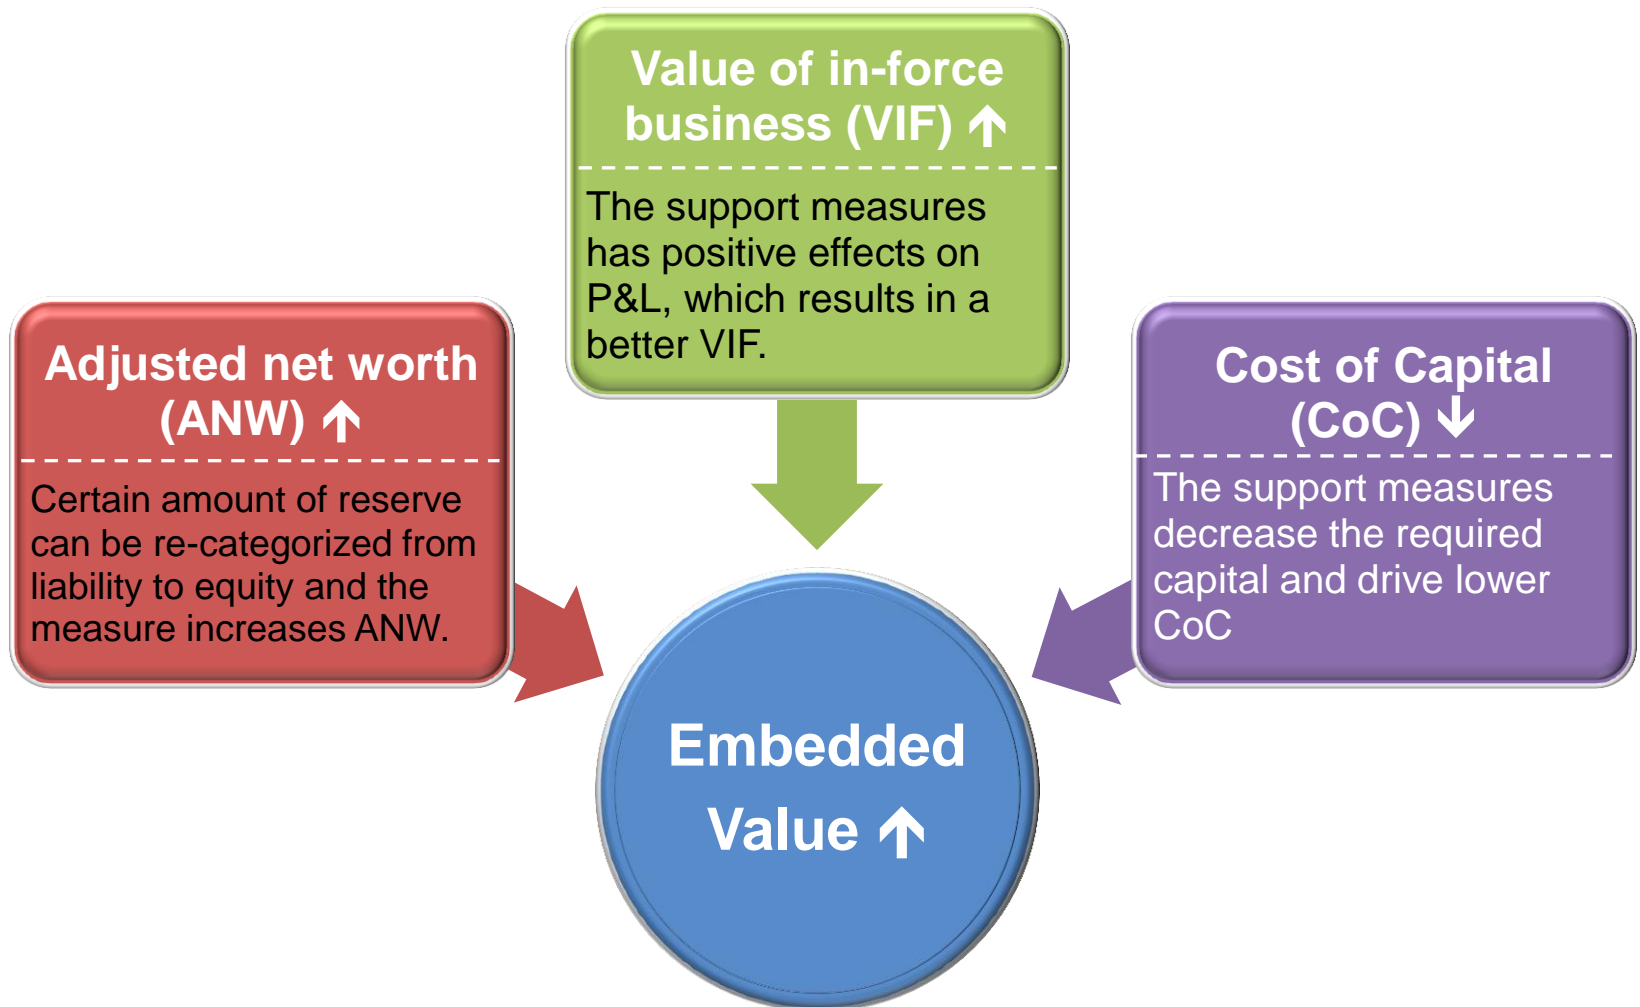 Value of in-force
business (VIF) ↑
The support measures
has positive effects on
P&L, which results in a
better VIF.
Adjusted net worth
(ANW) ↑
Certain amount of reserve
can be re-categorized from
liability to equity and the
measure increases ANW.
Cost of Capital
(CoC) ↓
The support measures
decrease the required
capital and drive lower
CoC
Embedded
Value ↑